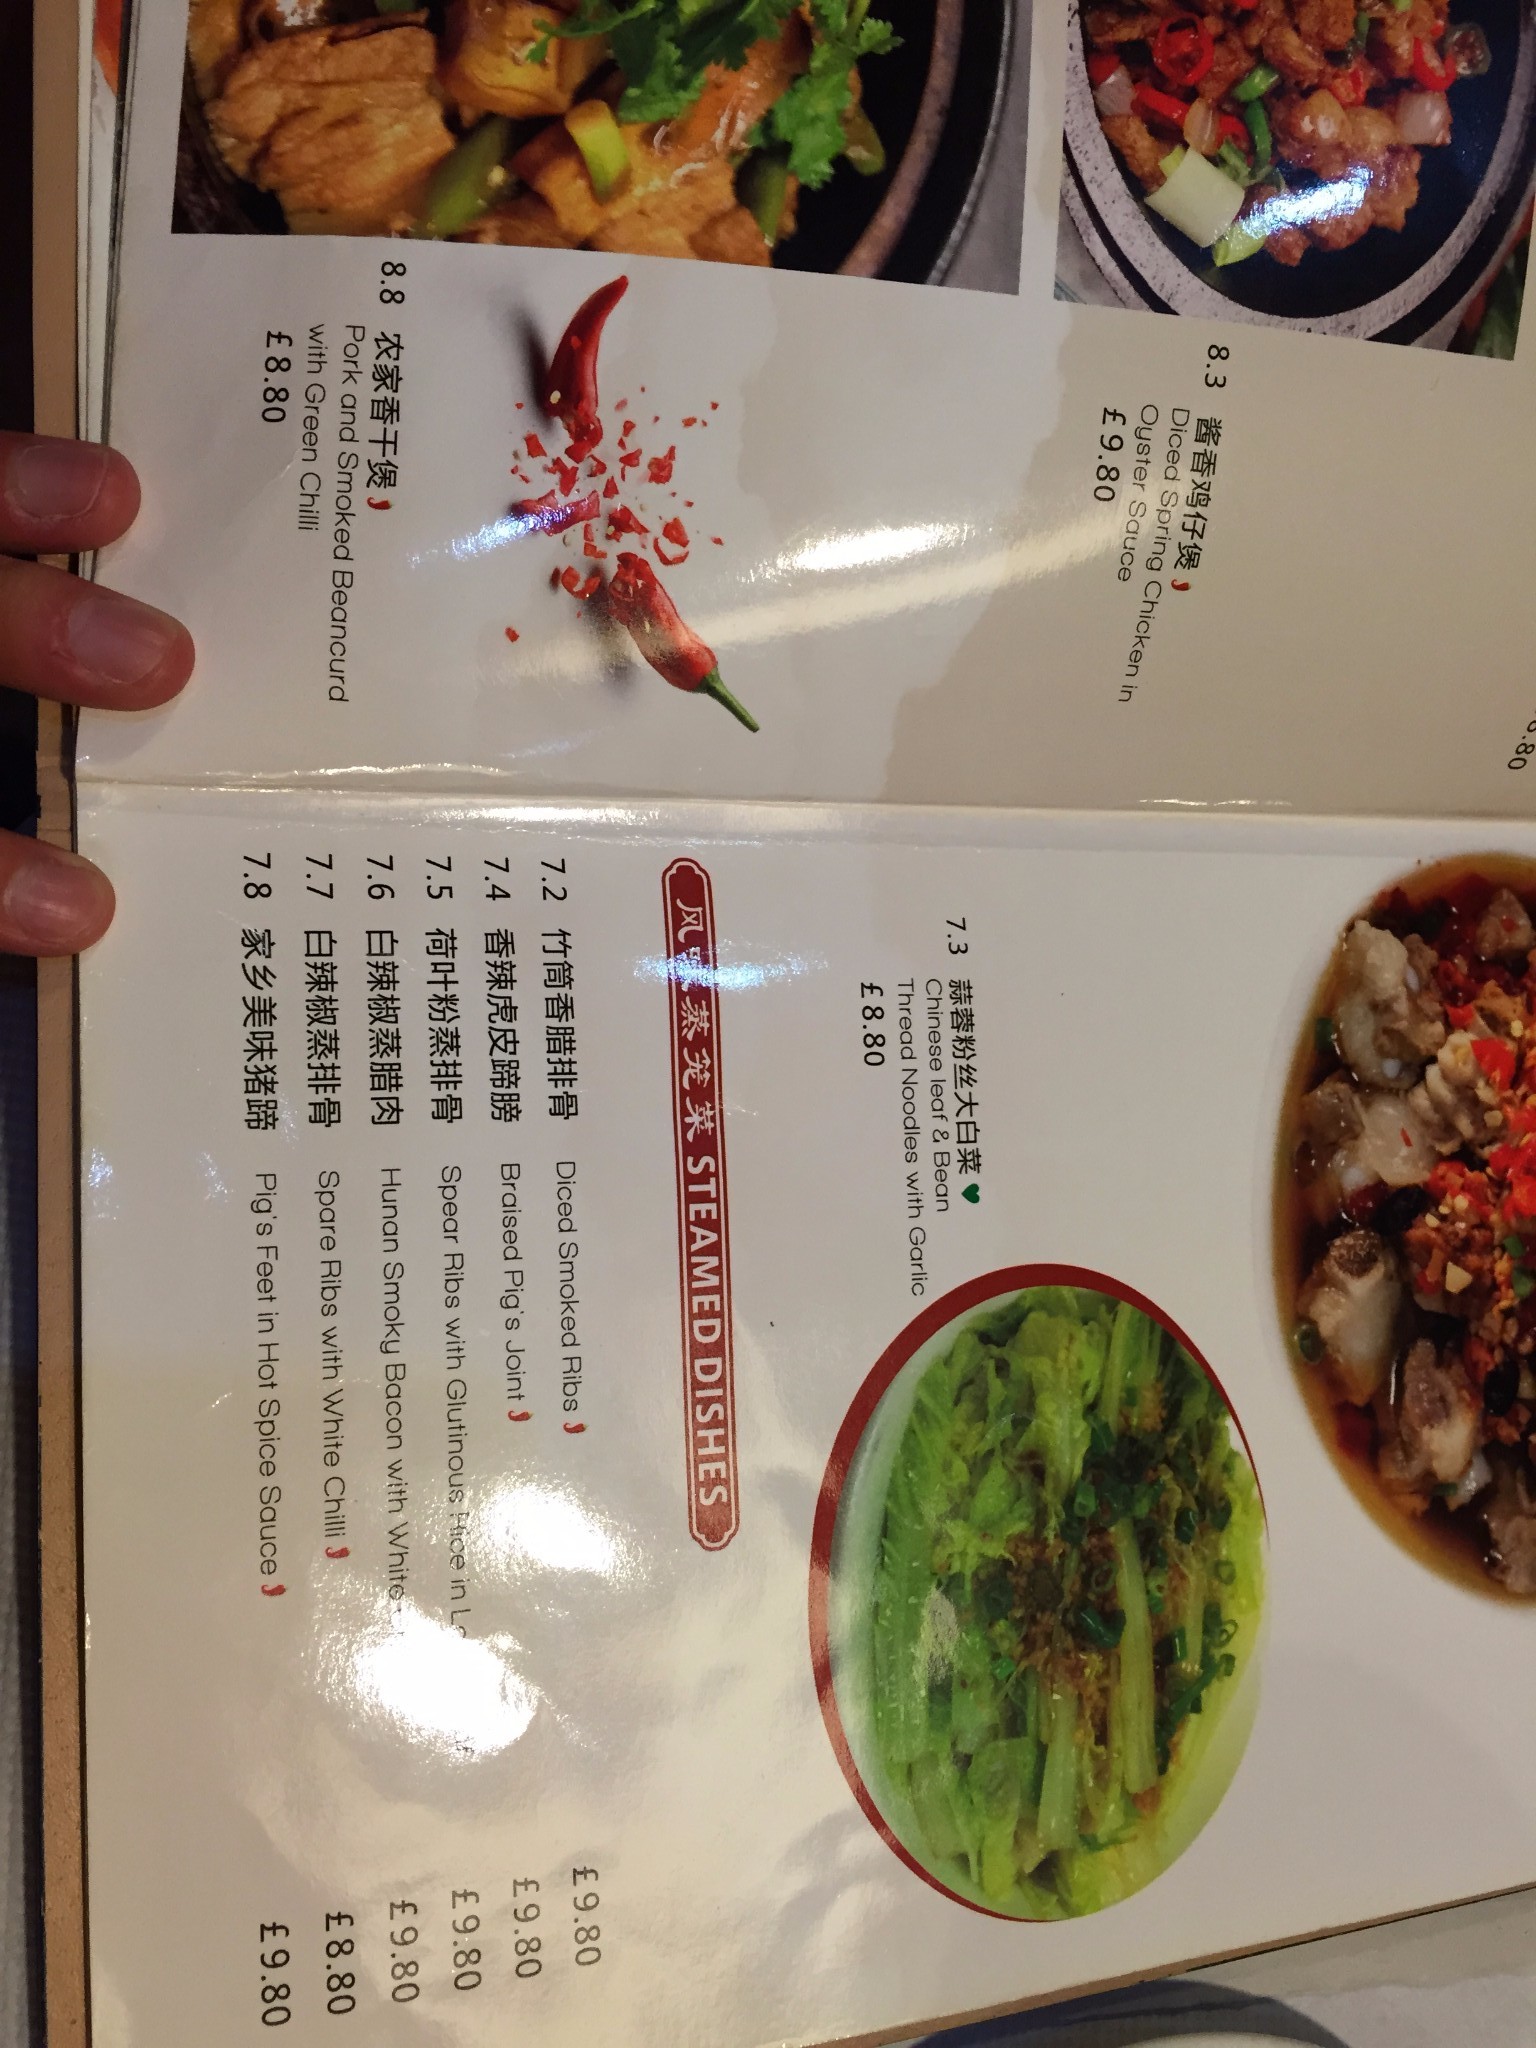 8.3 酱香鸡仔煲
Diced Spring Chicken in
Oyster Sauce
£9.80
8.8 农家香干煲
Pork and Smoked Beancurd
with Green Chilli
£8.80
7.3 蒜蓉粉丝大白菜
Chinese leaf & Bean
Thread Noodles with Garlic
£8.80
风 蒸笼菜 STEAMED DISHES
7.2 竹筒香腊排骨 Diced Smoked Ribs £9.80
7.4 香辣虎皮蹄膀 Braised Pig's Joint £9.80
7.5 荷叶粉蒸排骨 Spear Ribs with Glutinous Rice in £9.80
7.6 白辣椒蒸腊肉 Hunan Smoky Bacon with White £9.80
7.7 白辣椒蒸排骨 Spare Ribs with White Chilli £8.80
7.8 家乡美味猪蹄 Pig's Feet in Hot Spice Sauce £9.80